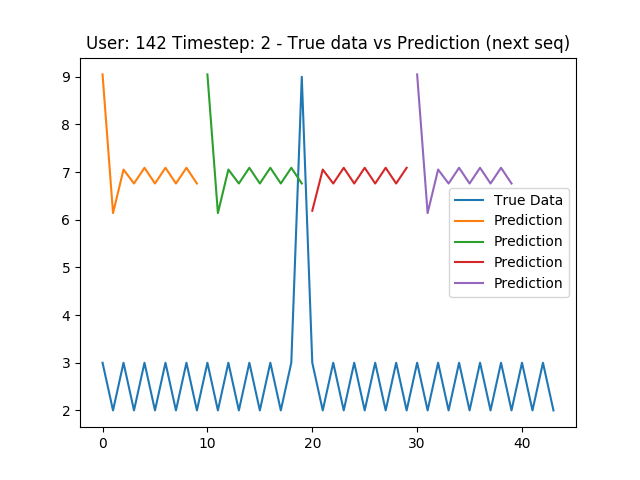 User: 142 Timestep: 2 - True data vs Prediction (next seq)
9
8
7
6
5
4
3
2
0
10
20
30
40
True Data
Prediction
Prediction
Prediction
Prediction